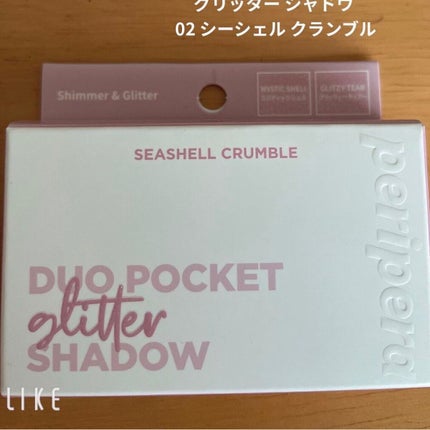 グリッター シャドウ
02 シーシェル クランブル
Shimmer & Glitter
MYSTIC SHELL
GLITZY TEAR
SEASHELL CRUMBLE
peripera
DUO POCKET
glitter
SHADOW
LIKE